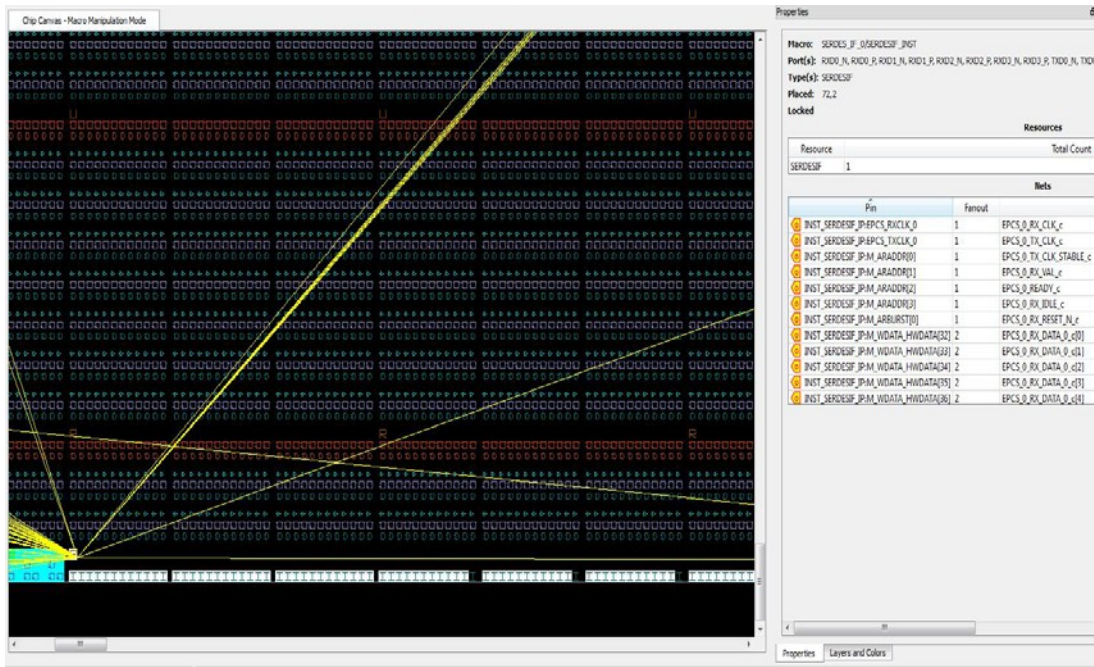 Chip Canvas - Macro Manipulation Mode
Properties
Macro: SERDES_IF_0/SERDESIF_INST
Port(s): RXD0_N, RXD0_P, RXD1_N, RXD1_P, RXD2_N, RXD2_P, RXD3_N, RXD3_P, TXD0_N, TXD
Type(s): SERDESIF
Placed: 72,2
Locked
Resources
Resource Total Count
SERDESIF 1
Nets
Pin Fanout
INST_SERDESIF_IP:EPCS_RXCLK_0 1 EPCS_0_RX_CLK_c
INST_SERDESIF_IP:EPCS_TXCLK_0 1 EPCS_0_TX_CLK_c
INST_SERDESIF_IP:M_ARADDR[0] 1 EPCS_0_TX_CLK_STABLE_c
INST_SERDESIF_IP:M_ARADDR[1] 1 EPCS_0_RX_VAL_c
INST_SERDESIF_IP:M_ARADDR[2] 1 EPCS_0_READY_c
INST_SERDESIF_IP:M_ARADDR[3] 1 EPCS_0_RX_IDLE_c
INST_SERDESIF_IP:M_ARBURST[0] 1 EPCS_0_RX_RESET_N_c
INST_SERDESIF_IP:M_WDATA_HWDATA[32] 2 EPCS_0_RX_DATA_0_c[0]
INST_SERDESIF_IP:M_WDATA_HWDATA[33] 2 EPCS_0_RX_DATA_0_c[1]
INST_SERDESIF_IP:M_WDATA_HWDATA[34] 2 EPCS_0_RX_DATA_0_c[2]
INST_SERDESIF_IP:M_WDATA_HWDATA[35] 2 EPCS_0_RX_DATA_0_c[3]
INST_SERDESIF_IP:M_WDATA_HWDATA[36] 2 EPCS_0_RX_DATA_0_c[4]
Properties Layers and Colors